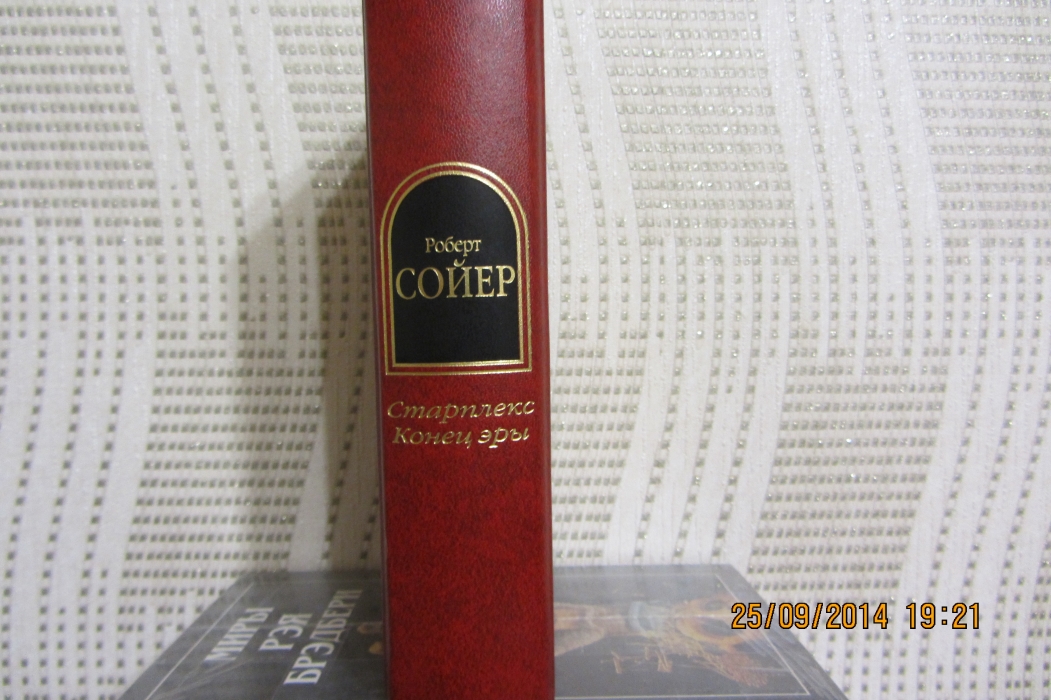 Роберт
СОЙЕР
Старплекс
Конец эры
МИРЫ
РЭЯ
БРЭДБЕРИ
25/09/2014 19:21